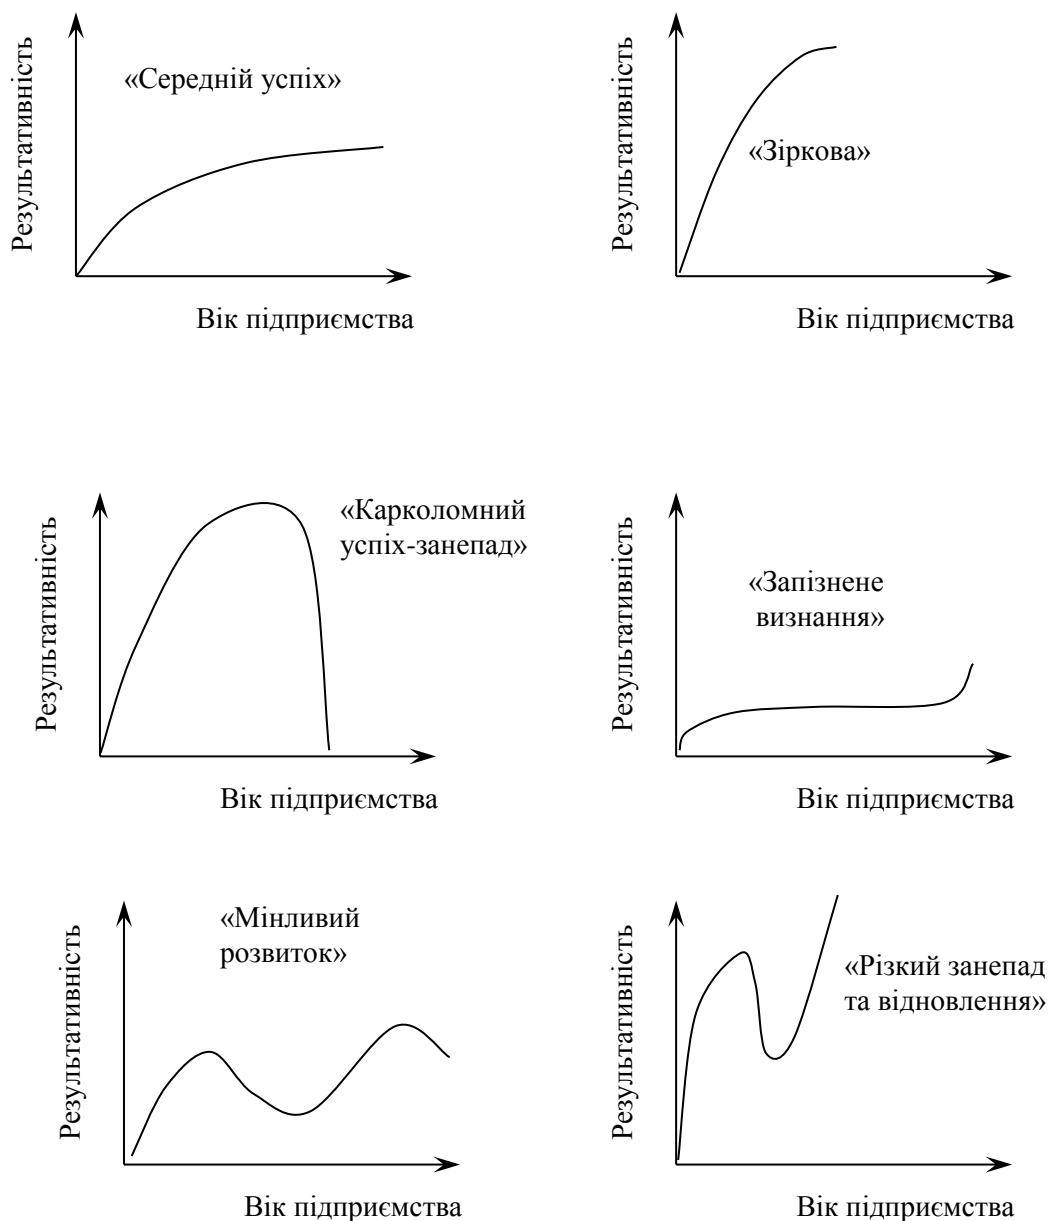 Результативність
«Середній успіх»
Вік підприємства
Результативність
«Зіркова»
Вік підприємства
Результативність
«Карколомний
успіх-занепад»
Вік підприємства
Результативність
«Запізнене
визнання»
Вік підприємства
Результативність
«Мінливий
розвиток»
Вік підприємства
Результативність
«Різкий занепад
та відновлення»
Вік підприємства